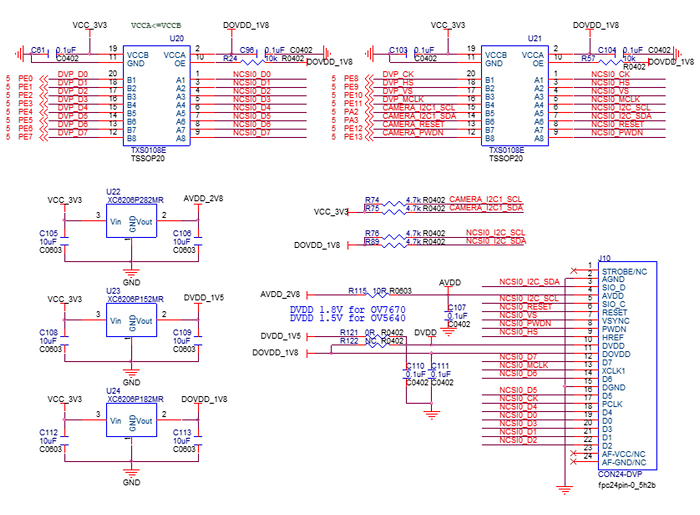 VCC_3V3 VCCA<=VCCB DOVDD_1V8
C61 0.1uF C0402
U20
C96 0.1uF C0402
R24 10k R0402 DOVDD_1V8
19 VCCB VCCA 2
11 GND OE 10
5 PE0 DVP_D0 20 B1 A1 1 NCSI0_D0
5 PE1 DVP_D1 18 B2 A2 3 NCSI0_D1
5 PE2 DVP_D2 17 B3 A3 4 NCSI0_D2
5 PE3 DVP_D3 16 B4 A4 5 NCSI0_D3
5 PE4 DVP_D4 15 B5 A5 6 NCSI0_D4
5 PE5 DVP_D5 14 B6 A6 7 NCSI0_D5
5 PE6 DVP_D6 13 B7 A7 8 NCSI0_D6
5 PE7 DVP_D7 12 B8 A8 9 NCSI0_D7
TXS0108E
TSSOP20
VCC_3V3 DOVDD_1V8
C103 0.1uF C0402
U21
C104 0.1uF C0402
R57 10k R0402 DOVDD_1V8
19 VCCB VCCA 2
11 GND OE 10
5 PE8 DVP_CK 20 B1 A1 1 NCSI0_CK
5 PE9 DVP_HS 18 B2 A2 3 NCSI0_HS
5 PE10 DVP_VS 17 B3 A3 4 NCSI0_VS
5 PE11 DVP_MCLK 16 B4 A4 5 NCSI0_MCLK
5 PA2 CAMERA_I2C1_SCL 15 B5 A5 6 NCSI0_I2C_SCL
5 PA3 CAMERA_I2C1_SDA 14 B6 A6 7 NCSI0_I2C_SDA
5 PE12 CAMERA_RESET 13 B7 A7 8 NCSI0_RESET
5 PE13 CAMERA_PWDN 12 B8 A8 9 NCSI0_PWDN
TXS0108E
TSSOP20
U22
VCC_3V3 XC6206P282MR AVDD_2V8
3 Vin Vout 2
GND 1
C105 10uF C0603
C106 10uF C0603
GND
U23
VCC_3V3 XC6206P152MR DVDD_1V5
3 Vin Vout 2
GND 1
C108 10uF C0603
C109 10uF C0603
GND
U24
VCC_3V3 XC6206P182MR DOVDD_1V8
3 Vin Vout 2
GND 1
C112 10uF C0603
C113 10uF C0603
GND
R74 4.7k R0402 CAMERA_I2C1_SCL
VCC_3V3 R75 4.7k R0402 CAMERA_I2C1_SDA
R76 4.7k R0402 NCSI0_I2C_SCL
DOVDD_1V8 R89 4.7k R0402 NCSI0_I2C_SDA
AVDD_2V8 R115 10R R0603 AVDD
DVDD 1.8V for OV7670
DVDD 1.5V for OV5640
C107 0.1uF C0402
DVDD_1V5 R121 0R R0402 DVDD
DOVDD_1V8 R122 NC R0402
C110 0.1uF C0402
C111 0.1uF C0402
J10
1 STROBE/NC
2 AGND
NCSI0_I2C_SDA 3 SIO_D
4 AVDD
NCSI0_I2C_SCL 5 SIO_C
NCSI0_RESET 6 RESET
NCSI0_VS 7 VSYNC
NCSI0_PWDN 8 PWDN
NCSI0_HS 9 HREF
10 DVDD
11 DOVDD
NCSI0_D7 12 D7
NCSI0_MCLK 13 XCLK1
NCSI0_D6 14 D6
15 DGND
NCSI0_D5 16 D5
NCSI0_CK 17 PCLK
NCSI0_D4 18 D4
NCSI0_D0 19 D0
NCSI0_D3 20 D3
NCSI0_D1 21 D1
NCSI0_D2 22 D2
23 AF-VCC/NC
24 AF-GND/NC
CON24-DVP
fpc24pin-0_5h2b